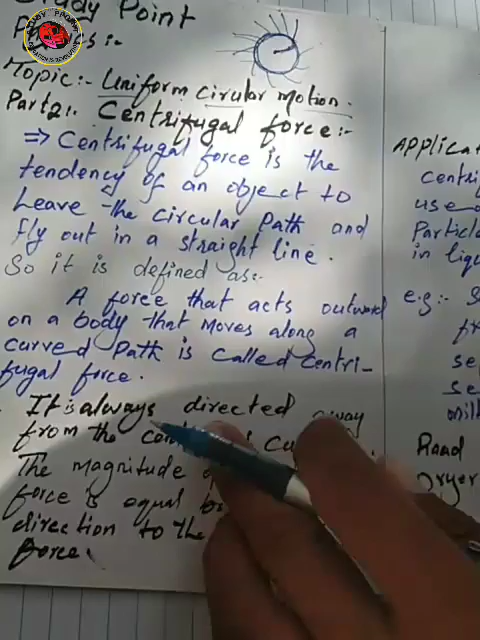 Study Point
Physics:-
Topic:- Uniform cirular motion.
Part 2:. Centrifugal force:-
⇒ Centrifugal force is the
tendency of an object to
Leave the circular Path and
Fly out in a straight line.
So it is defined as:-
A force that acts outward
on a body that moves along a
curved Path is called centri-
fugal force.
It is always directed away
from the
The magnitude
force is equal
direction to the
Force.
Applicat
centri
used
Particl
in liqu
e.g:-
Road
Dryer